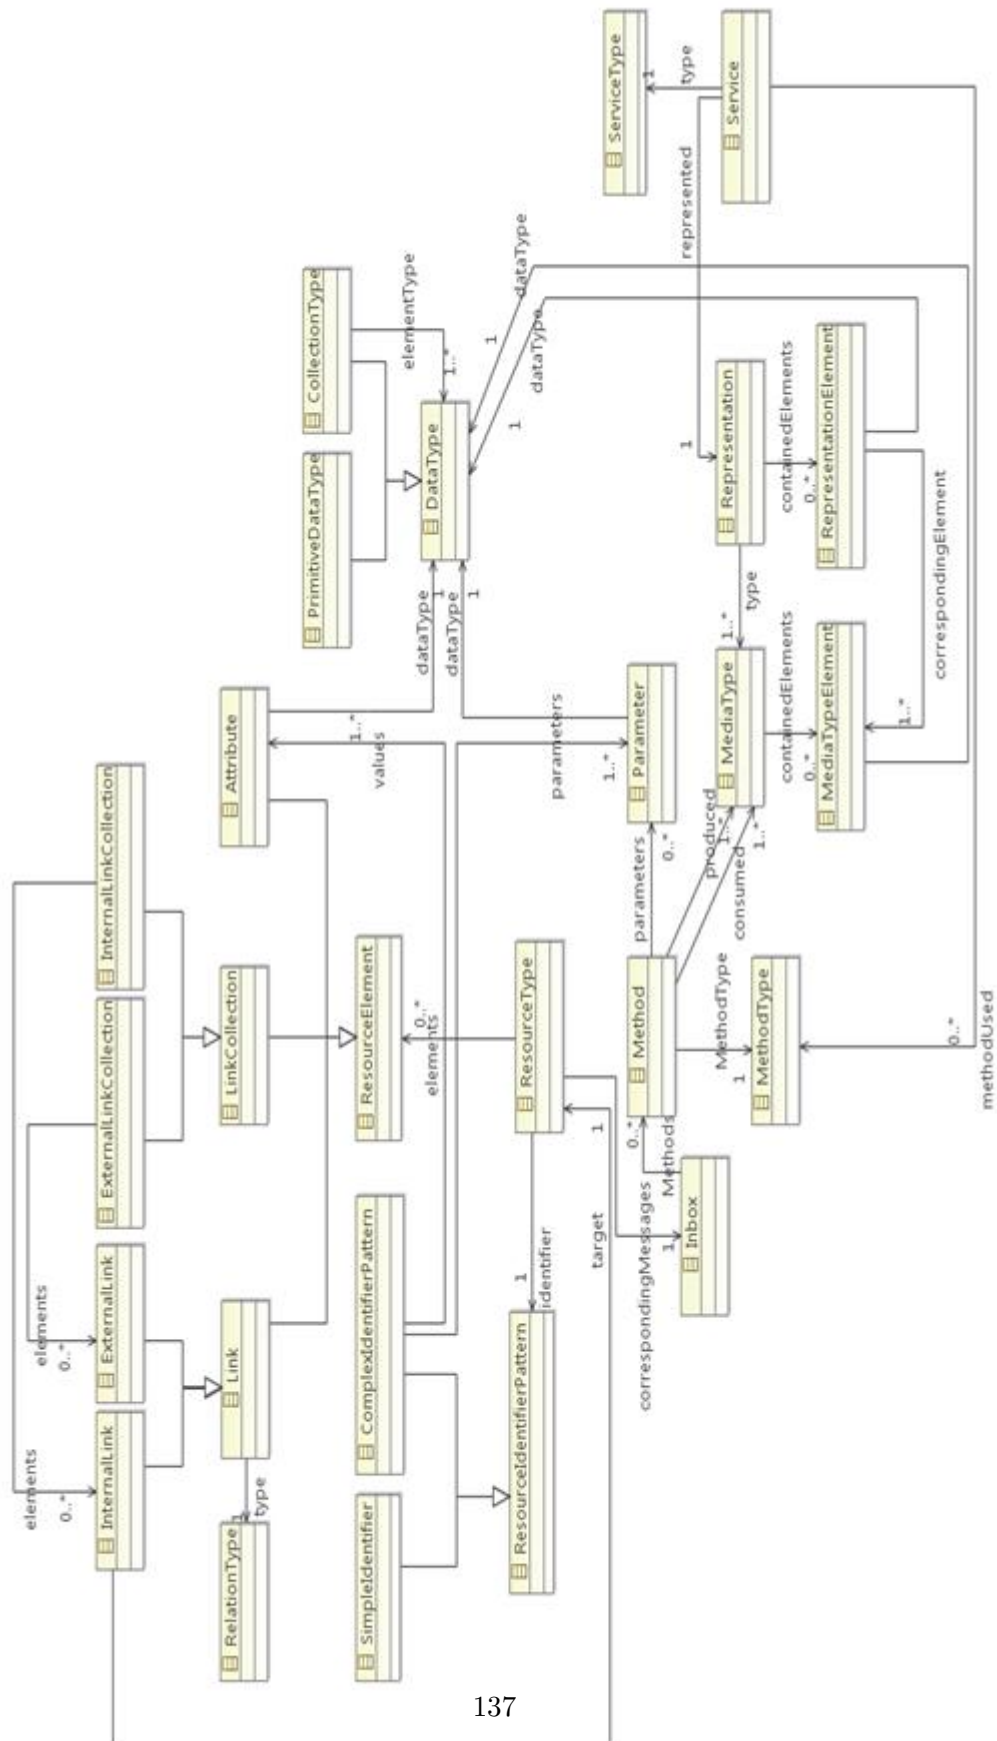 InternalLinkCollection
ExternalLinkCollection
ExternalLink
InternalLink
elements
0..*
elements
0..*
Attribute
LinkCollection
Link
RelationType
1
type
PrimitiveDataType
CollectionType
elementType
1..*
DataType
dataType
1
dataType
1
dataType
1
dataType
1
1..*
values
ResourceElement
ComplexIdentifierPattern
SimpleIdentifier
0..*
elements
ResourceType
ResourceIdentifierPattern
1
identifier
1
target
parameters
1..*
Parameter
parameters
0..*
Method
0..*
Methods
correspondingMessages
1
Inbox
MethodType
1
MethodType
produced
1..*
consumed
1..*
MediaType
1..*
type
Representation
1
represented
ServiceType
1
type
Service
containedElements
0..*
RepresentationElement
containedElements
0..*
MediaTypeElement
1..*
correspondingElement
0..*
methodUsed
137